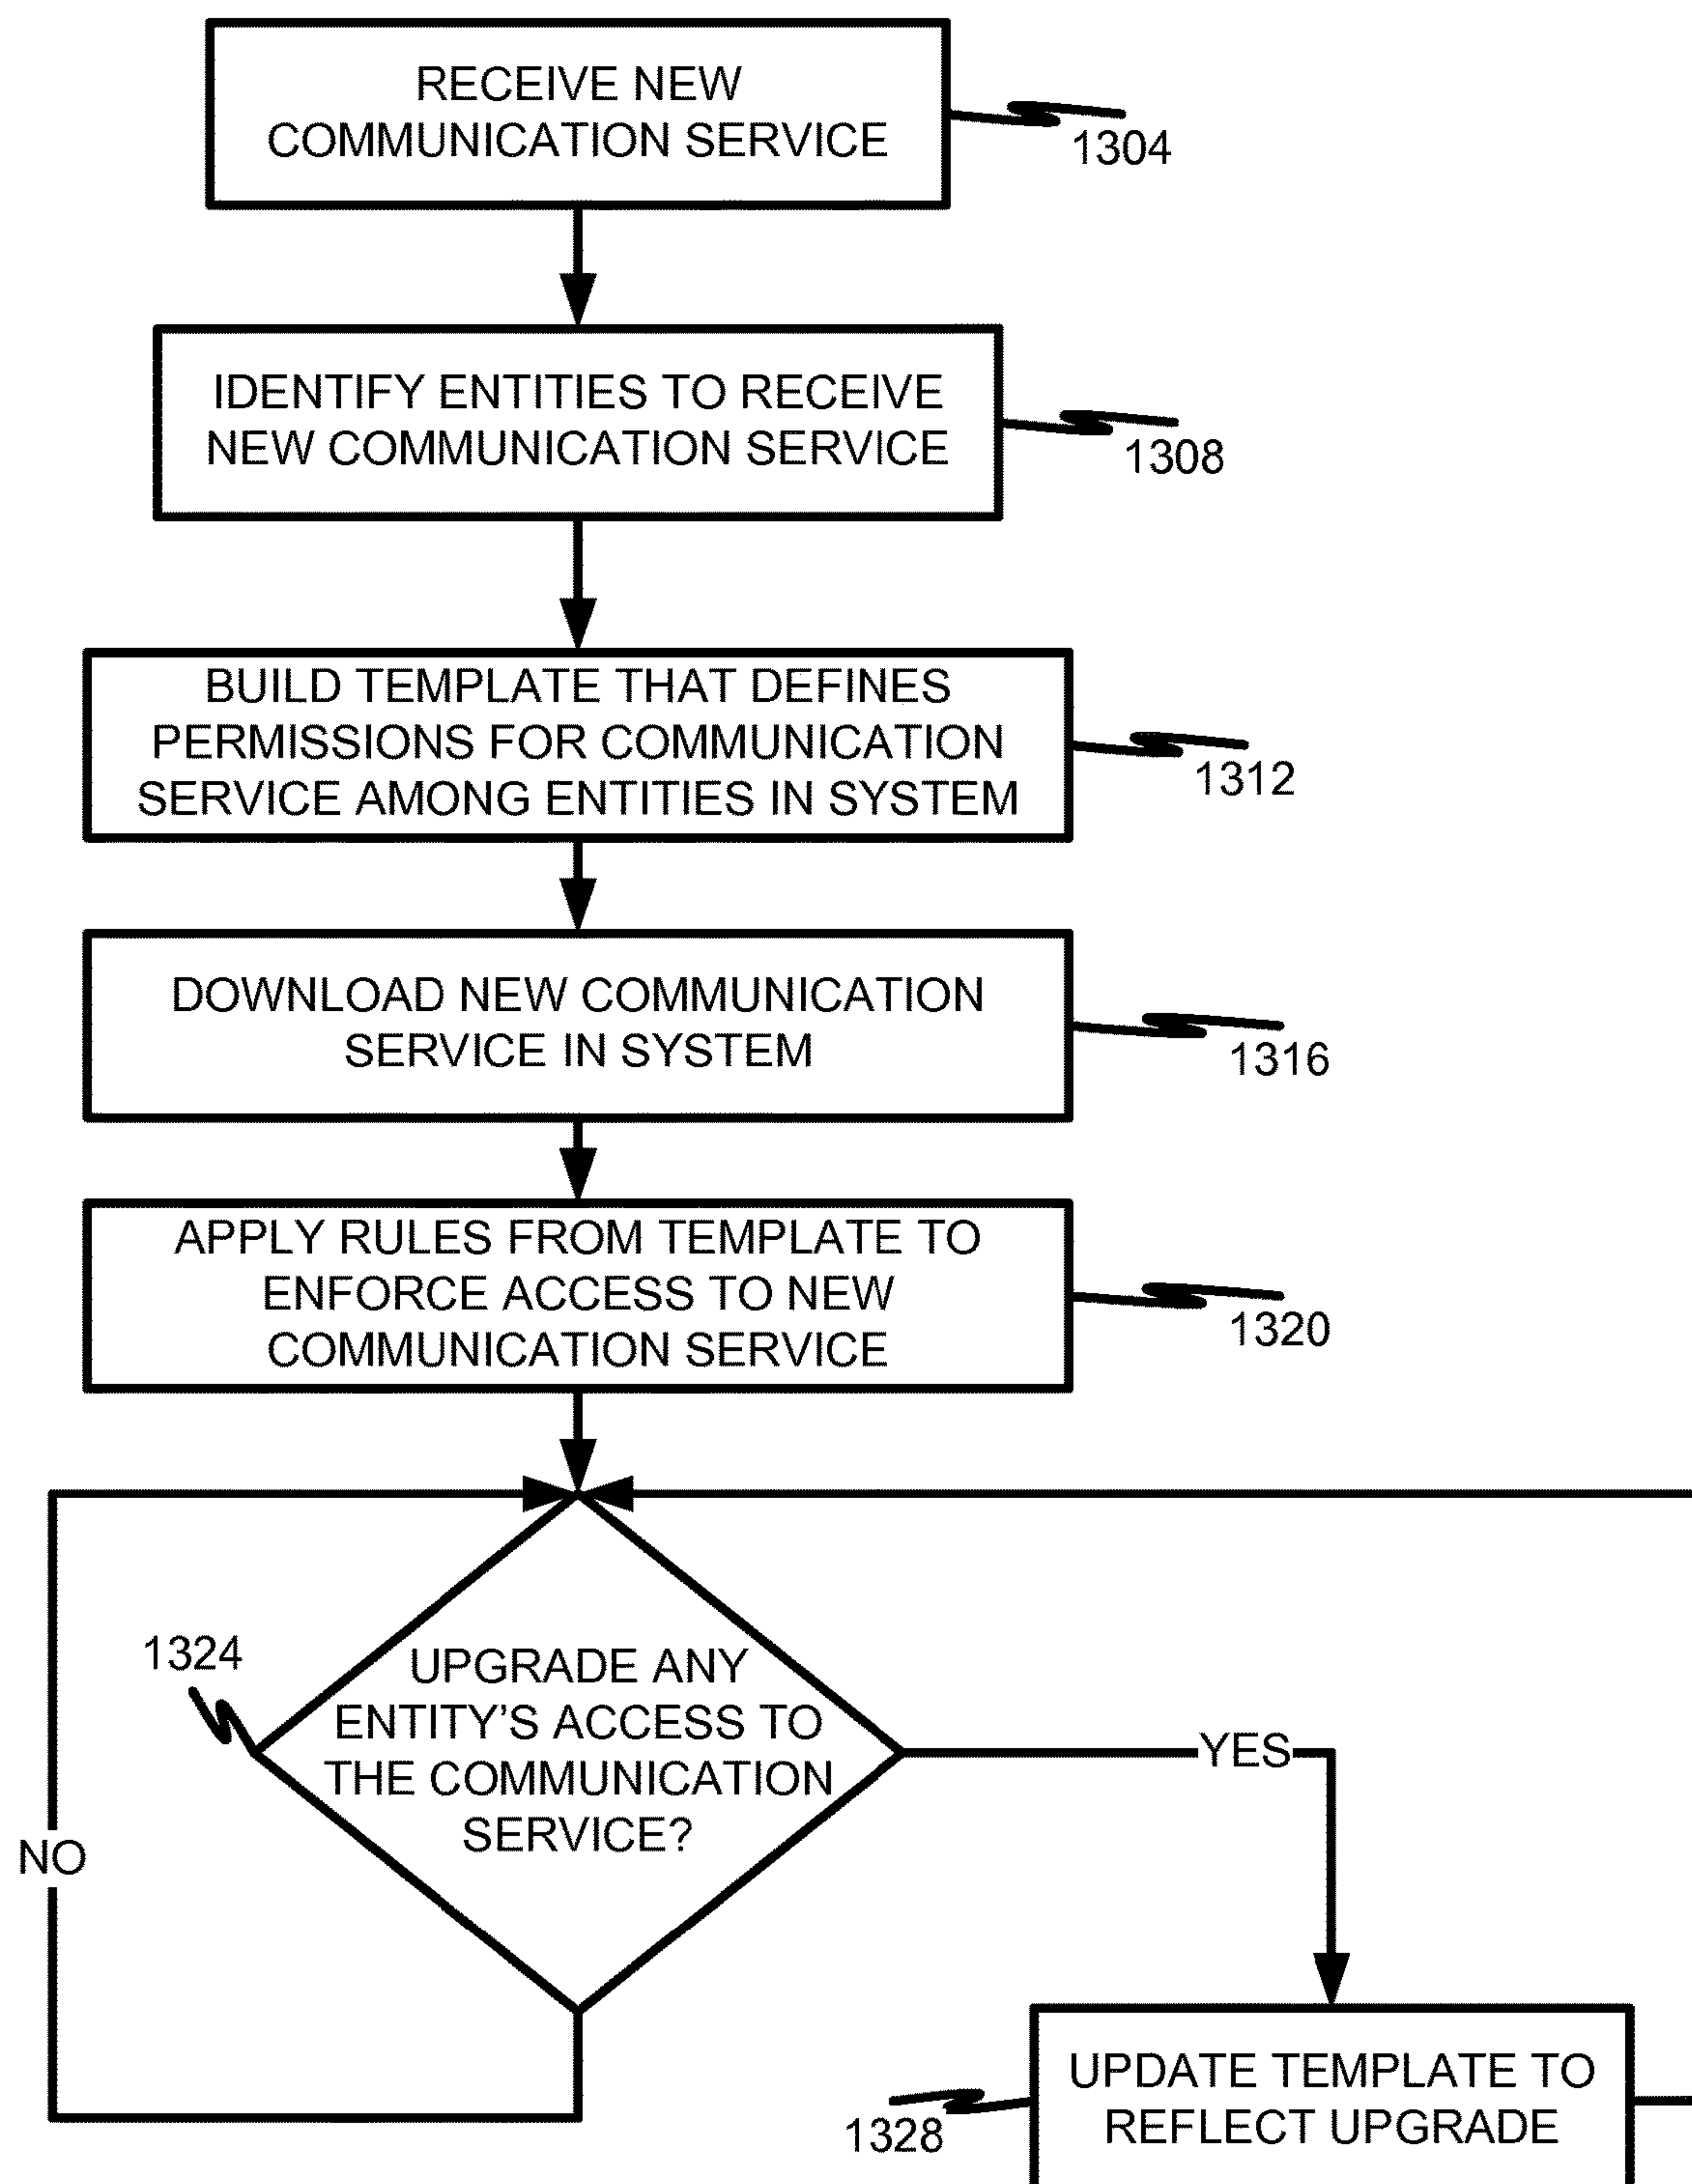 RECEIVE NEW
COMMUNICATION SERVICE
1304
IDENTIFY ENTITIES TO RECEIVE
NEW COMMUNICATION SERVICE
1308
BUILD TEMPLATE THAT DEFINES
PERMISSIONS FOR COMMUNICATION
SERVICE AMONG ENTITIES IN SYSTEM
1312
DOWNLOAD NEW COMMUNICATION
SERVICE IN SYSTEM
1316
APPLY RULES FROM TEMPLATE TO
ENFORCE ACCESS TO NEW
COMMUNICATION SERVICE
1320
1324
UPGRADE ANY
ENTITY'S ACCESS TO
THE COMMUNICATION
SERVICE?
YES
NO
UPDATE TEMPLATE TO
REFLECT UPGRADE
1328